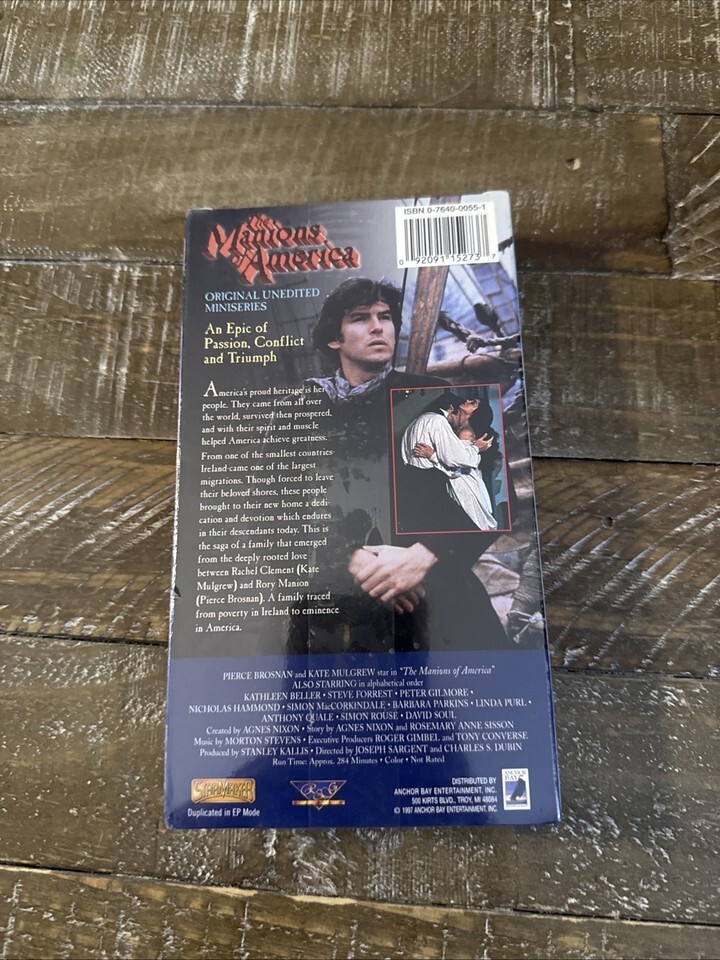 ISBN 0-7640-0055-1
0 92091 15273 7
The
Manions
of America
ORIGINAL UNEDITED
MINISERIES
An Epic of
Passion, Conflict
and Triumph
America's proud heritage is her
people. They came from all over
the world, survived then prospered,
and with their spirit and muscle
helped America achieve greatness.
From one of the smallest countries-
Ireland-came one of the largest
migrations. Though forced to leave
their beloved shores, these people
brought to their new home a dedi-
cation and devotion which endures
in their descendants today. This is
the saga of a family that emerged
from the deeply rooted love
between Rachel Clement (Kate
Mulgrew) and Rory Manion
(Pierce Brosnan). A family traced
from poverty in Ireland to eminence
in America.
PIERCE BROSNAN and KATE MULGREW star in "The Manions of America"
ALSO STARRING in alphabetical order
KATHLEEN BELLER • STEVE FORREST • PETER GILMORE •
NICHOLAS HAMMOND • SIMON MacCORKINDALE • BARBARA PARKINS • LINDA PURL •
ANTHONY QUALE • SIMON ROUSE • DAVID SOUL
Created by AGNES NIXON • Story by AGNES NIXON and ROSEMARY ANNE SISSON
Music by MORTON STEVENS • Executive Producers ROGER GIMBEL and TONY CONVERSE
Produced by STANLEY KALLIS • Directed by JOSEPH SARGENT and CHARLES S. DUBIN
Run Time: Approx. 284 Minutes • Color • Not Rated
STARMAKER
Duplicated in EP Mode
RSG
DISTRIBUTED BY
ANCHOR BAY ENTERTAINMENT, INC.
500 KIRTS BLVD., TROY, MI 48084
© 1997 ANCHOR BAY ENTERTAINMENT, INC.
ANCHOR
BAY